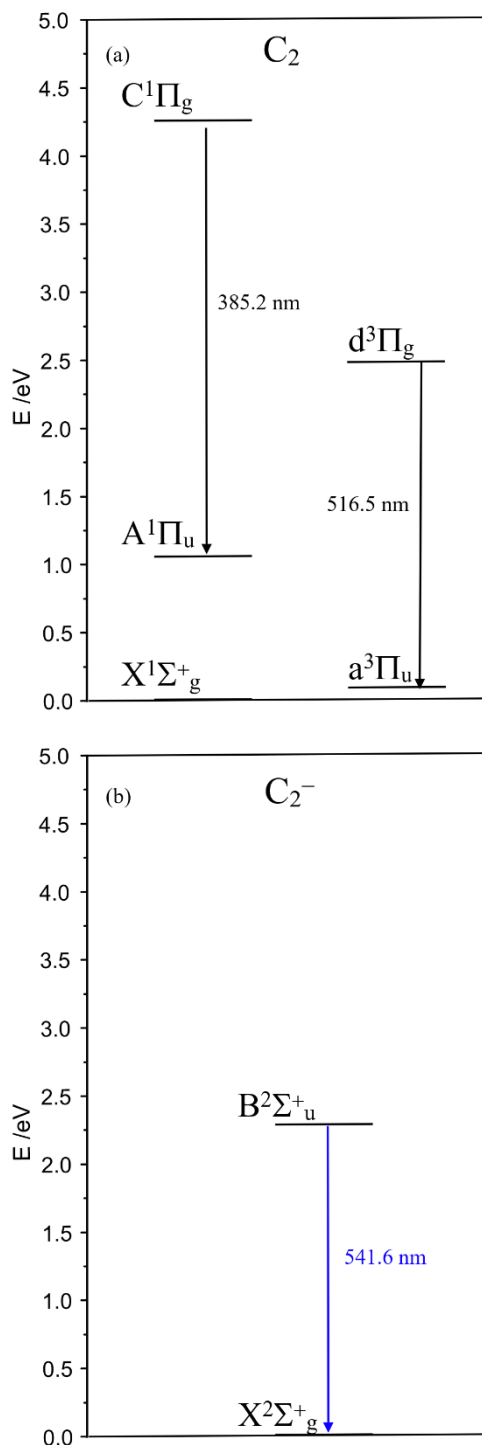 (a) C₂
5.0
C¹Πg
4.5
4.0
3.5
3.0
385.2 nm
d³Πg
2.5
E /eV
2.0
516.5 nm
1.5
A¹Πu
1.0
0.5
X¹Σ⁺g
a³Πu
0.0
(b) C₂⁻
5.0
4.5
4.0
3.5
3.0
2.5
B²Σ⁺u
E /eV
2.0
1.5
541.6 nm
1.0
0.5
X²Σ⁺g
0.0